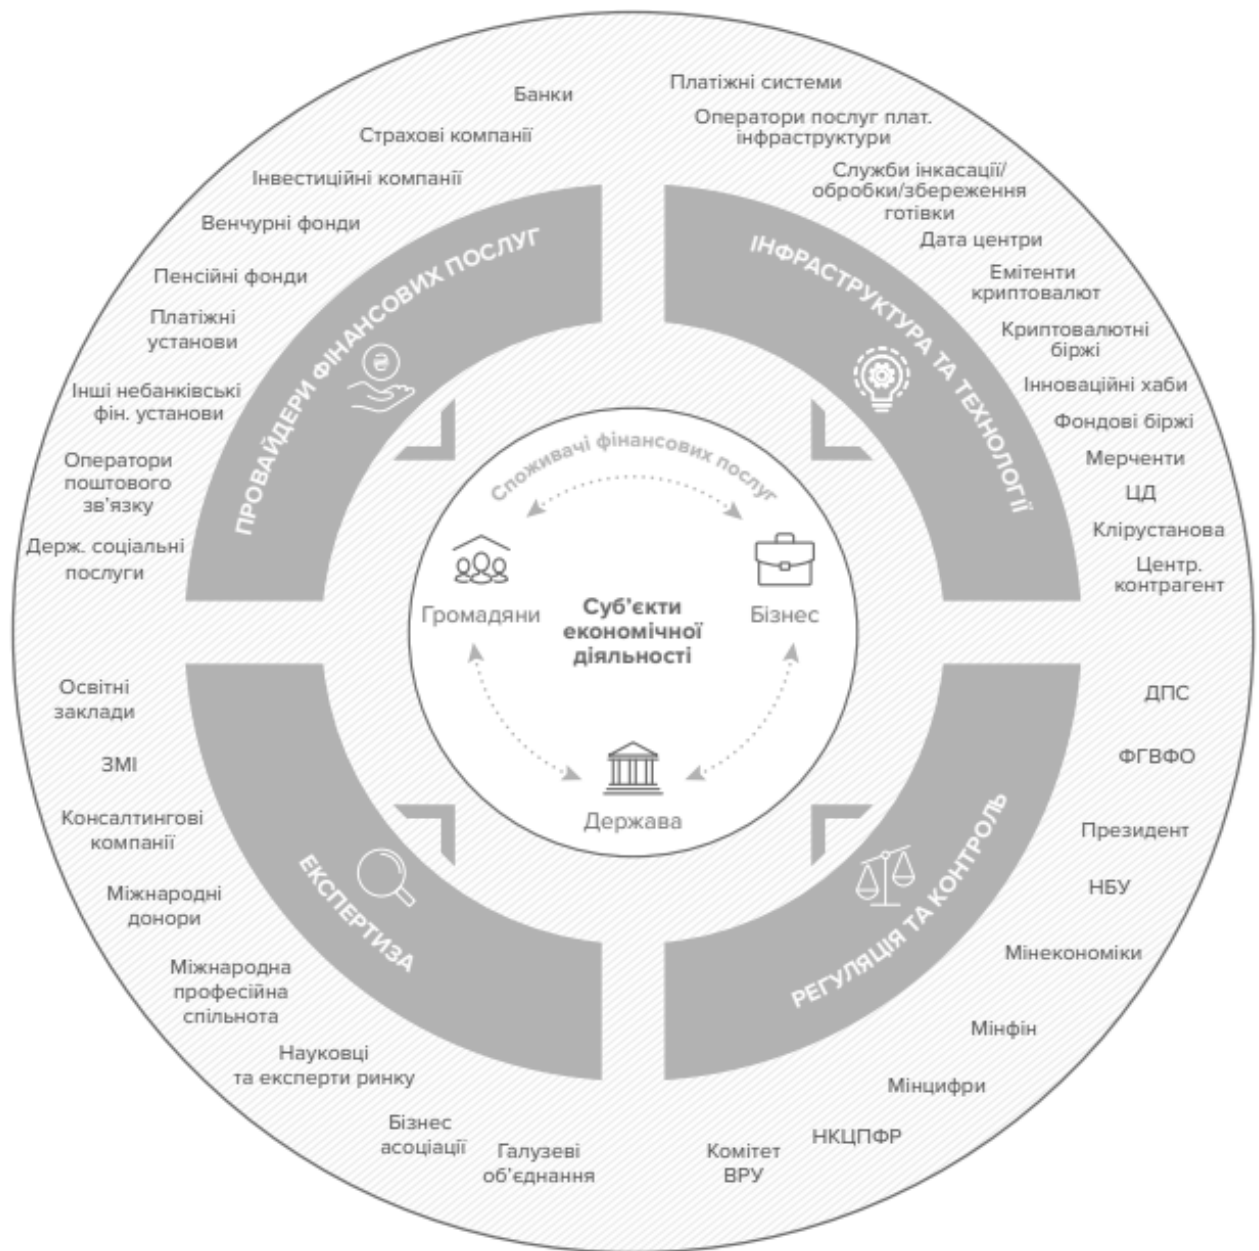 Банки
Страхові компанії
Інвестиційні компанії
Венчурні фонди
Пенсійні фонди
Платіжні
установи
Інші небанківські
фін. установи
Оператори
поштового
зв'язку
Держ. соціальні
послуги
ПРОВАЙДЕРИ ФІНАНСОВИХ ПОСЛУГ
₴
Платіжні системи
Оператори послуг плат.
інфраструктури
Служби інкасації/
обробки/збереження
готівки
Дата центри
Емітенти
криптовалют
Криптовалютні
біржі
Інноваційні хаби
Фондові біржі
Мерченти
ЦД
Клірустанова
Центр.
контрагент
ІНФРАСТРУКТУРА ТА ТЕХНОЛОГІЇ
Споживачі фінансових послуг
Громадяни
Суб'єкти
економічної
діяльності
Бізнес
Держава
Освітні
заклади
ЗМІ
Консалтингові
компанії
Міжнародні
донори
Міжнародна
професійна
спільнота
Науковці
та експерти ринку
Бізнес
асоціації
Галузеві
об'єднання
ЕКСПЕРТИЗА
ДПС
ФГВФО
Президент
НБУ
Мінекономіки
Мінфін
Мінцифри
НКЦПФР
Комітет
ВРУ
РЕГУЛЯЦІЯ ТА КОНТРОЛЬ